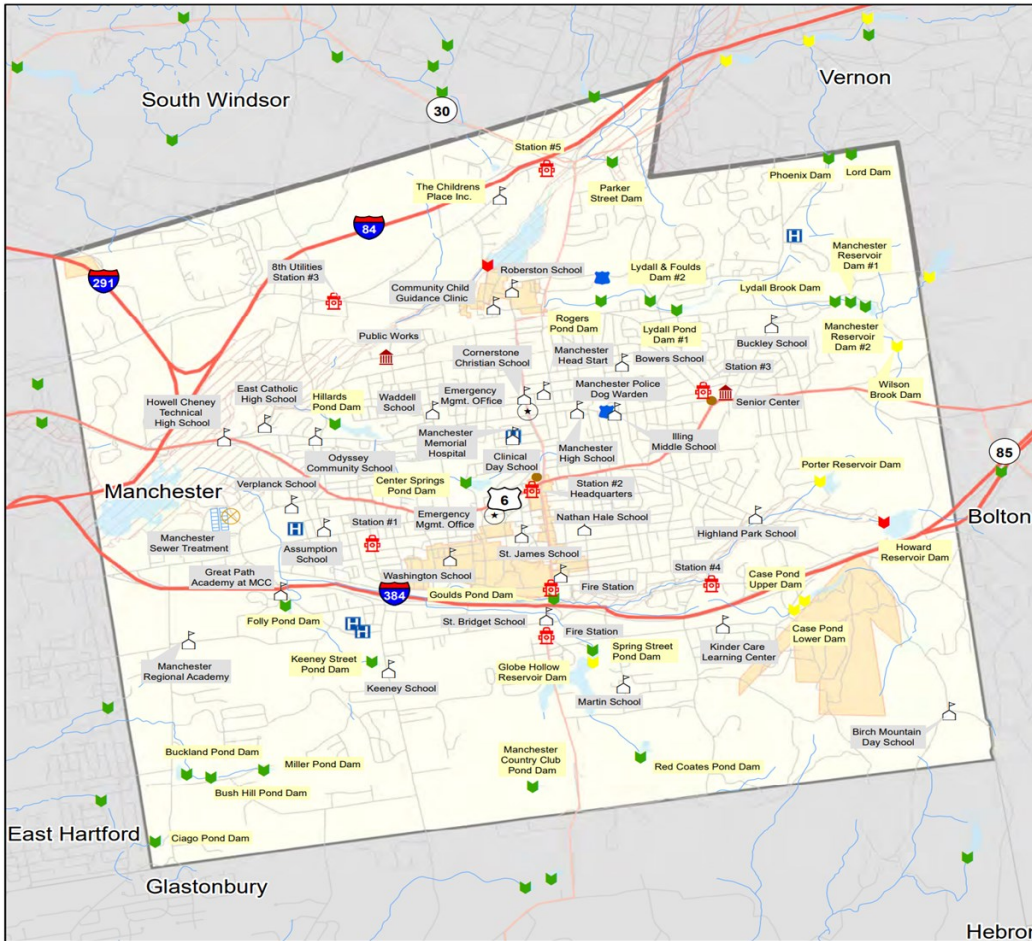 Vernon
South Windsor
30
Station #5
The Childrens
Place Inc.
Parker
Street Dam
Phoenix Dam
Lord Dam
84
291
8th Utilities
Station #3
Roberston School
Community Child
Guidance Clinic
Lydall & Foulds
Dam #2
Manchester
Reservoir
Dam #1
Lydall Brook Dam
Rogers
Pond Dam
Lydall Pond
Dam #1
Buckley School
Manchester
Reservoir
Dam #2
Public Works
Cornerstone
Christian School
Manchester
Head Start
Bowers School
Station #3
Howell Cheney
Technical
High School
East Catholic
High School
Hillards
Pond Dam
Waddell
School
Emergency
Mgmt. OFfice
Manchester Police
Dog Warden
Senior Center
Wilson
Brook Dam
Manchester
Memorial
Hospital
Clinical
Day School
Manchester
High School
Illing
Middle School
Odyssey
Community School
85
Manchester
Verplanck School
Center Springs
Pond Dam
6
Station #2
Headquarters
Porter Reservoir Dam
Bolton
Manchester
Sewer Treatment
Assumption
School
Station #1
Emergency
Mgmt. Office
Nathan Hale School
Highland Park School
St. James School
Howard
Reservoir Dam
Great Path
Academy at MCC
Washington School
384
Goulds Pond Dam
Fire Station
Station #4
Case Pond
Upper Dam
Folly Pond Dam
St. Bridget School
Fire Station
Case Pond
Lower Dam
Manchester
Regional Academy
Keeney Street
Pond Dam
Keeney School
Globe Hollow
Reservoir Dam
Spring Street
Pond Dam
Kinder Care
Learning Center
Martin School
Birch Mountain
Day School
Buckland Pond Dam
Miller Pond Dam
Bush Hill Pond Dam
Manchester
Country Club
Pond Dam
Red Coates Pond Dam
East Hartford
Ciago Pond Dam
Glastonbury
Hebron